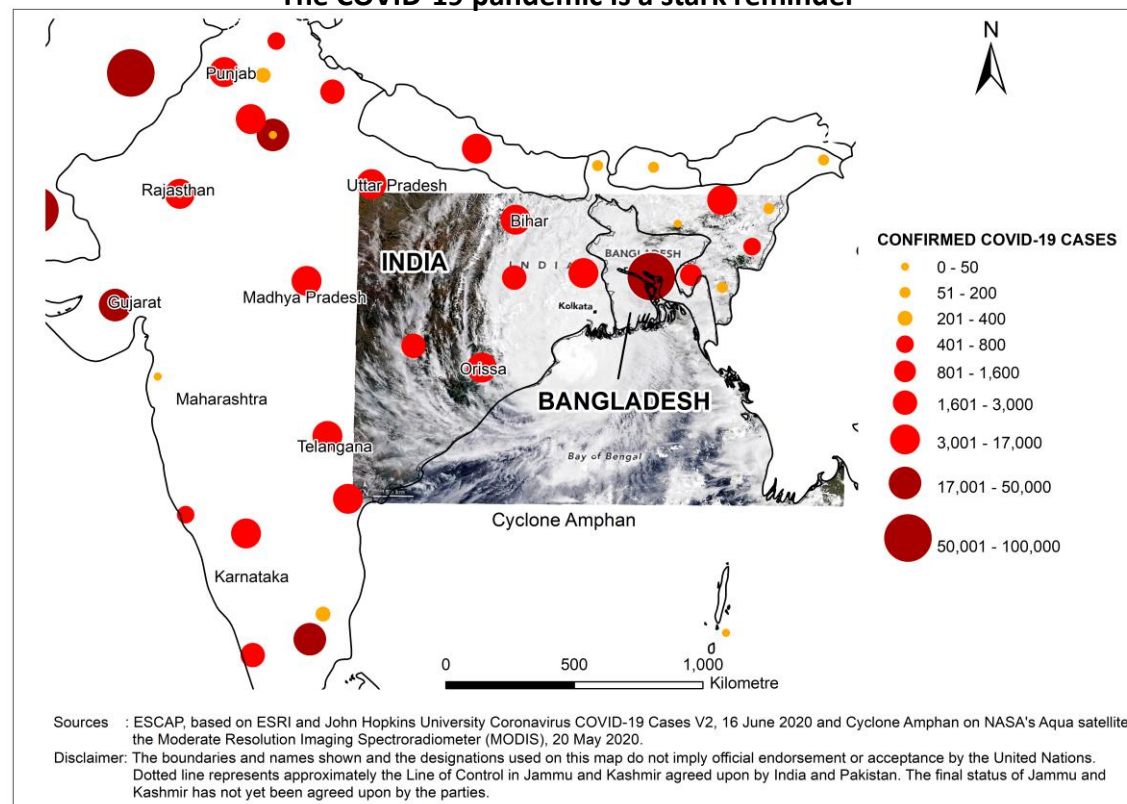 The COVID-19 pandemic is a stark reminder
N
Punjab
Rajasthan
Uttar Pradesh
Bihar
INDIA
INDIA
BANGLADESH
Kolkata
Gujarat
Madhya Pradesh
Orissa
BANGLADESH
Maharashtra
Telangana
Bay of Bengal
Cyclone Amphan
Karnataka
CONFIRMED COVID-19 CASES
0 - 50
51 - 200
201 - 400
401 - 800
801 - 1,600
1,601 - 3,000
3,001 - 17,000
17,001 - 50,000
50,001 - 100,000
0 500 1,000
Kilometre
Sources : ESCAP, based on ESRI and John Hopkins University Coronavirus COVID-19 Cases V2, 16 June 2020 and Cyclone Amphan on NASA's Aqua satellite
the Moderate Resolution Imaging Spectroradiometer (MODIS), 20 May 2020.
Disclaimer: The boundaries and names shown and the designations used on this map do not imply official endorsement or acceptance by the United Nations.
Dotted line represents approximately the Line of Control in Jammu and Kashmir agreed upon by India and Pakistan. The final status of Jammu and
Kashmir has not yet been agreed upon by the parties.